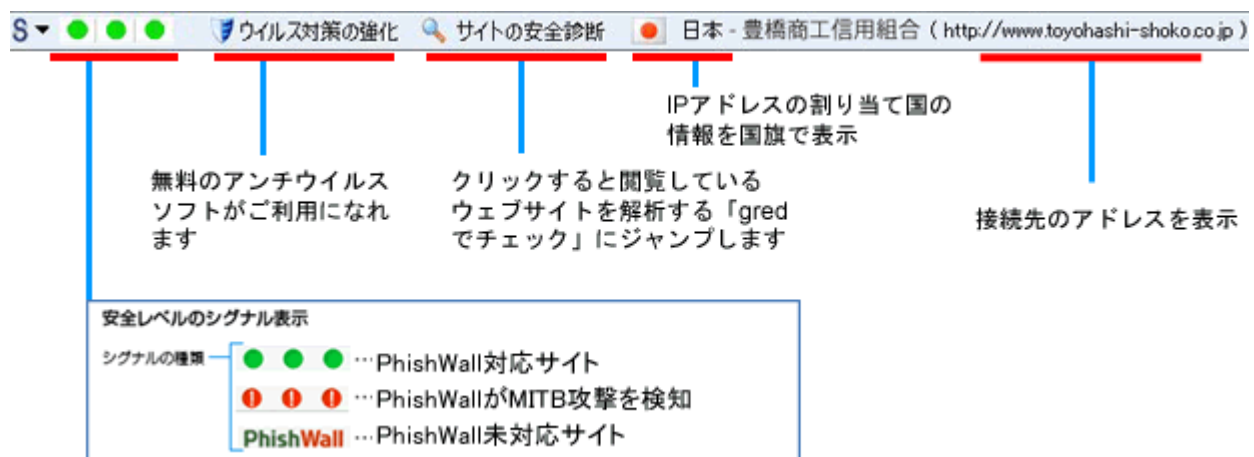 S ウイルス対策の強化 サイトの安全診断 日本 - 豊橋商工信用組合 ( http://www.toyohashi-shoko.co.jp )
IPアドレスの割り当て国の
情報を国旗で表示
無料のアンチウイルス
ソフトがご利用になれ
ます
クリックすると閲覧している
ウェブサイトを解析する「gred
でチェック」にジャンプします
接続先のアドレスを表示
安全レベルのシグナル表示
シグナルの種類
…PhishWall対応サイト
…PhishWallがMITB攻撃を検知
PhishWall …PhishWall未対応サイト